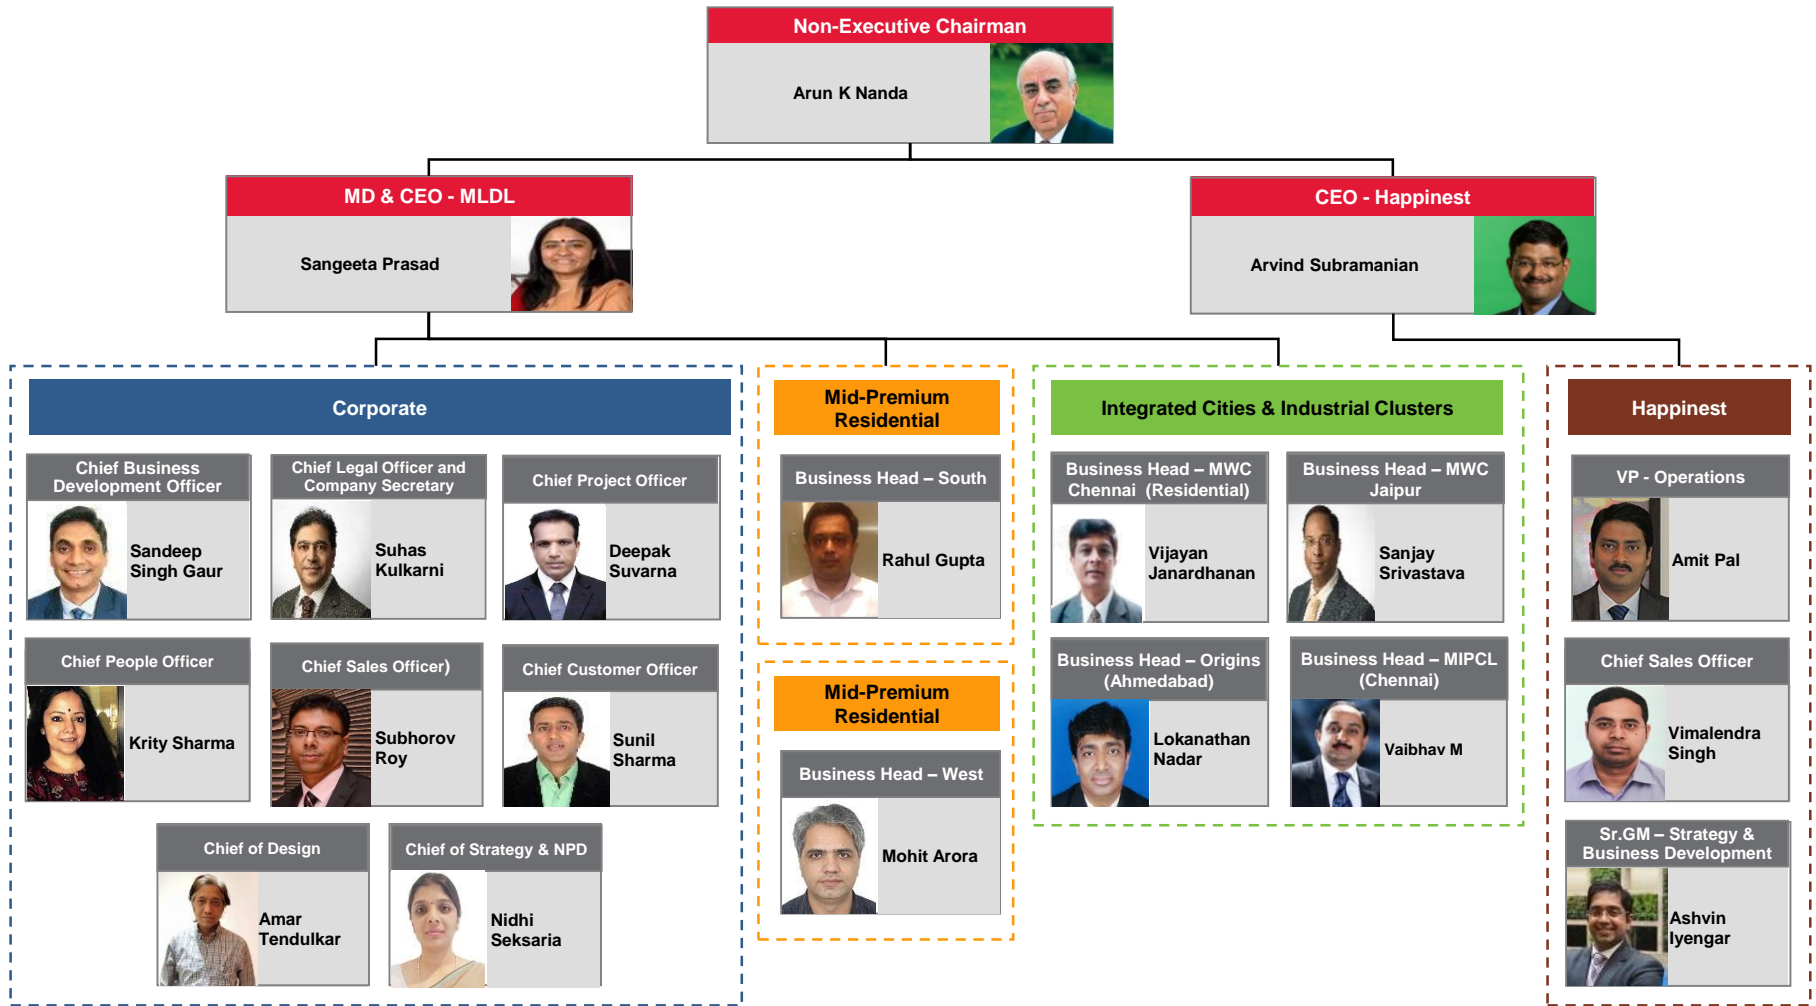 Non-Executive Chairman
Arun K Nanda
MD & CEO - MLDL
Sangeeta Prasad
CEO - Happinest
Arvind Subramanian
Corporate
Chief Business
Development Officer
Sandeep
Singh Gaur
Chief Legal Officer and
Company Secretary
Suhas
Kulkarni
Chief Project Officer
Deepak
Suvarna
Chief People Officer
Krity Sharma
Chief Sales Officer)
Subhorov
Roy
Chief Customer Officer
Sunil
Sharma
Chief of Design
Amar
Tendulkar
Chief of Strategy & NPD
Nidhi
Seksaria
Mid-Premium
Residential
Business Head – South
Rahul Gupta
Mid-Premium
Residential
Business Head – West
Mohit Arora
Integrated Cities & Industrial Clusters
Business Head – MWC
Chennai (Residential)
Vijayan
Janardhanan
Business Head – MWC
Jaipur
Sanjay
Srivastava
Business Head – Origins
(Ahmedabad)
Lokanathan
Nadar
Business Head – MIPCL
(Chennai)
Vaibhav M
Happinest
VP - Operations
Amit Pal
Chief Sales Officer
Vimalendra
Singh
Sr.GM – Strategy &
Business Development
Ashvin
Iyengar